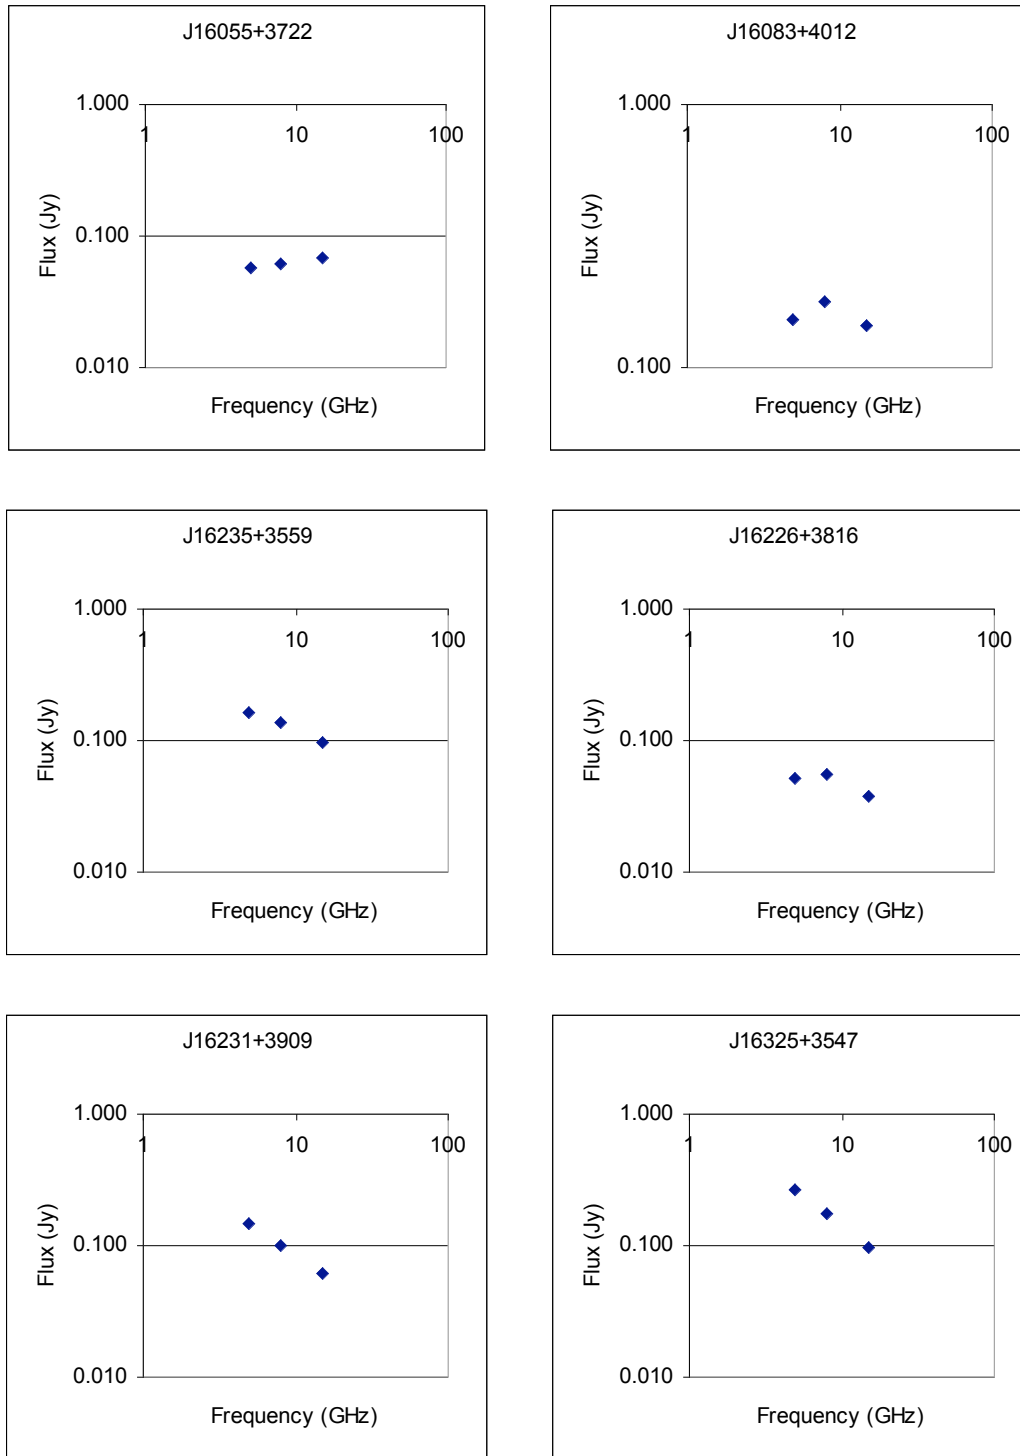 J16055+3722
1.000
1 10 100
0.100
0.010
Flux (Jy)
Frequency (GHz)
J16083+4012
1.000
1 10 100
0.100
Flux (Jy)
Frequency (GHz)
J16235+3559
1.000
1 10 100
0.100
0.010
Flux (Jy)
Frequency (GHz)
J16226+3816
1.000
1 10 100
0.100
0.010
Flux (Jy)
Frequency (GHz)
J16231+3909
1.000
1 10 100
0.100
0.010
Flux (Jy)
Frequency (GHz)
J16325+3547
1.000
1 10 100
0.100
0.010
Flux (Jy)
Frequency (GHz)